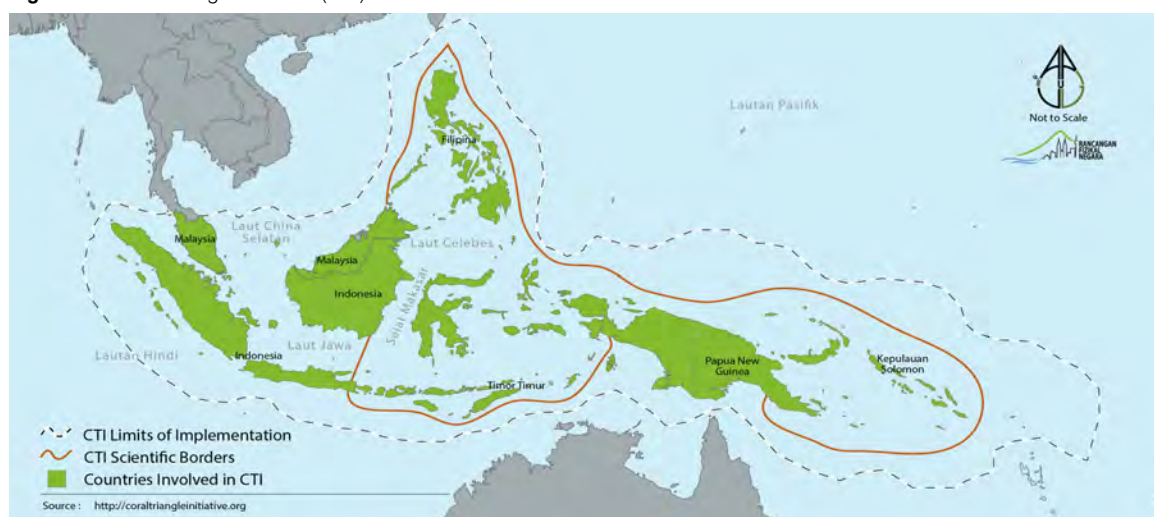 Lautan Pasifik
Not to Scale
RANCANGAN
FIZIKAL
NEGARA
Filipina
Laut China
Selatan
Malaysia
Laut Celebes
Malaysia
Indonesia
Selat Makasar
Laut Jawa
Lautan Hindi
Indonesia
Timor Timur
Papua New
Guinea
Kepulauan
Solomon
CTI Limits of Implementation
CTI Scientific Borders
Countries Involved in CTI
Source : http://coraltriangleinitiative.org